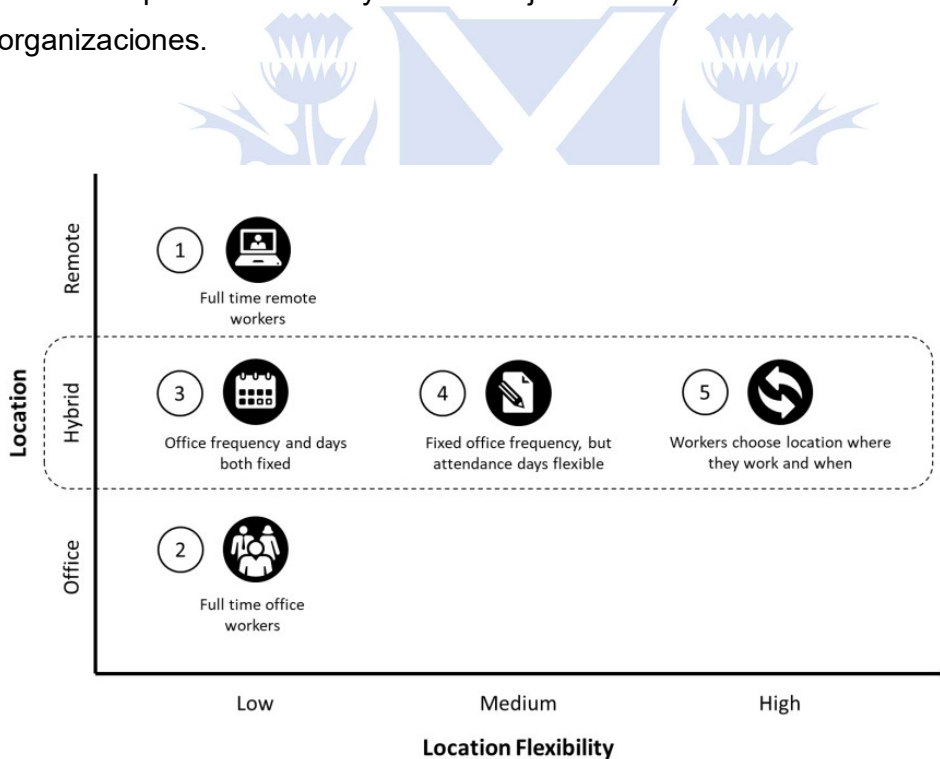 organizaciones.
Remote
1
Full time remote
workers
Location
Hybrid
3
Office frequency and days
both fixed
4
Fixed office frequency, but
attendance days flexible
5
Workers choose location where
they work and when
Office
2
Full time office
workers
Low
Medium
High
Location Flexibility